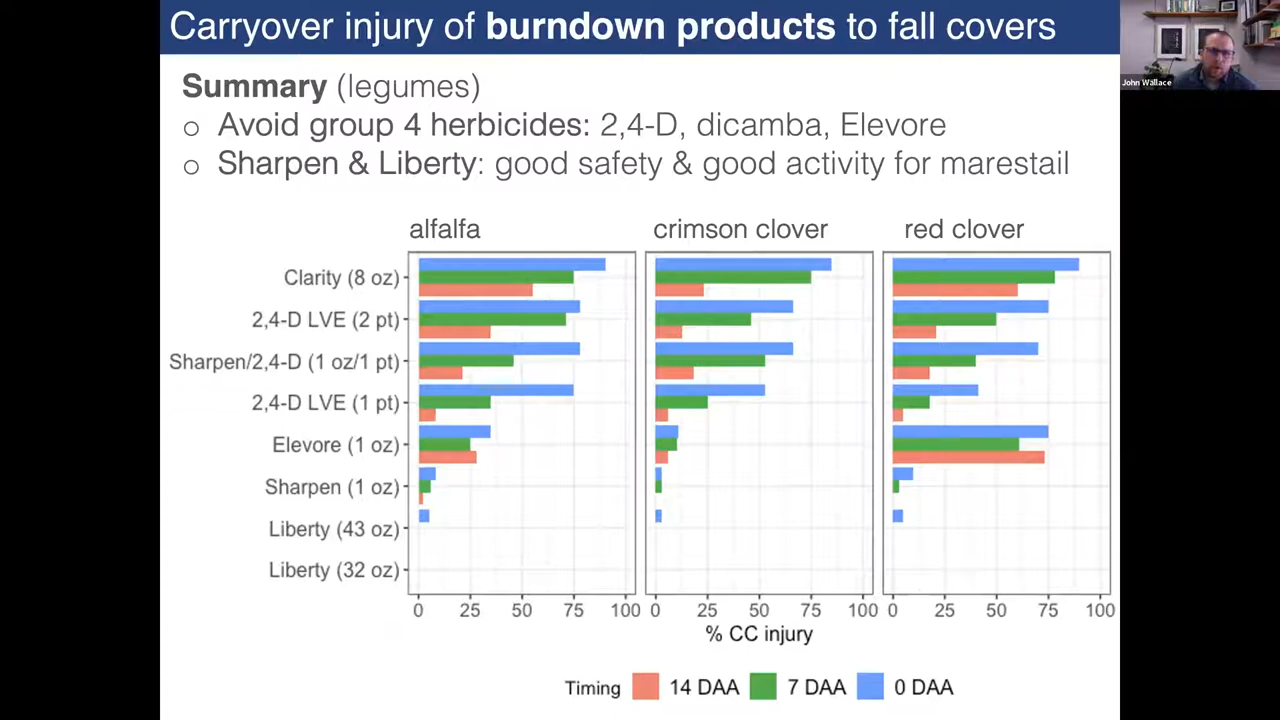 Carryover injury of burndown products to fall covers
John Wallace
Summary (legumes)
○ Avoid group 4 herbicides: 2,4-D, dicamba, Elevore
○ Sharpen & Liberty: good safety & good activity for marestail
alfalfa crimson clover red clover
Clarity (8 oz)
2,4-D LVE (2 pt)
Sharpen/2,4-D (1 oz/1 pt)
2,4-D LVE (1 pt)
Elevore (1 oz)
Sharpen (1 oz)
Liberty (43 oz)
Liberty (32 oz)
0 25 50 75 100 0 25 50 75 100 0 25 50 75 100
% CC injury
Timing 14 DAA 7 DAA 0 DAA